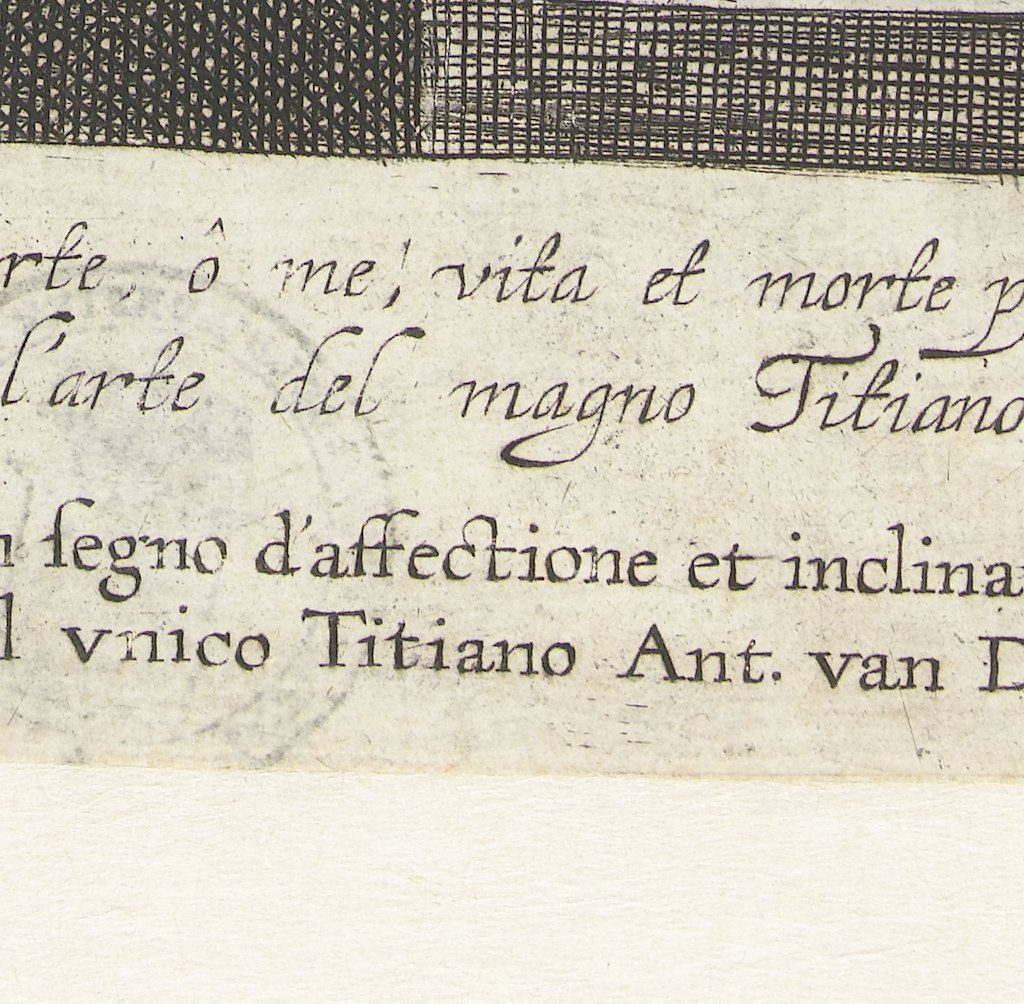 rte, ô me, vita et morte p
l'arte del magno Titiano
ſegno d'affectione et inclina
l vnico Titiano Ant. van D